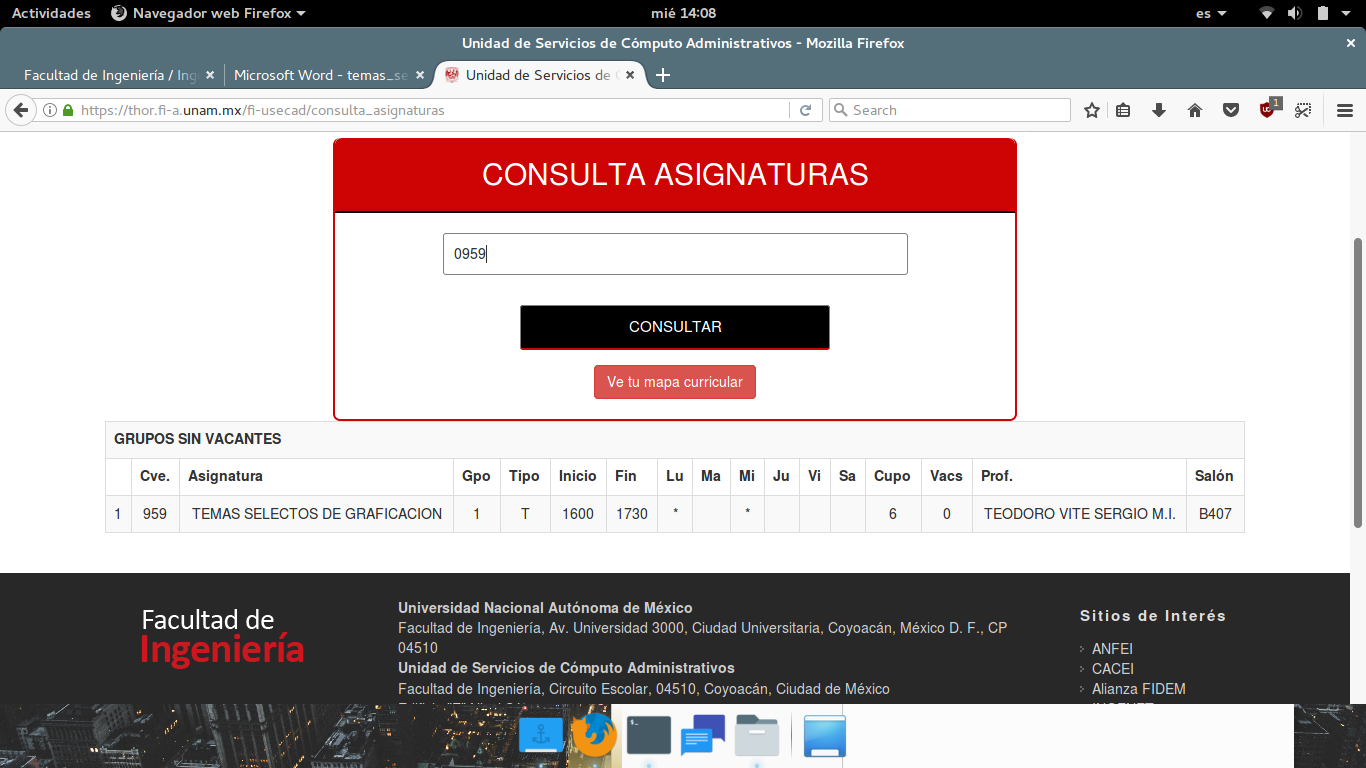 Actividades Navegador web Firefox mié 14:08 es
Unidad de Servicios de Cómputo Administrativos - Mozilla Firefox
Facultad de Ingeniería / Ing Microsoft Word - temas_se Unidad de Servicios de
https://thor.fi-a.unam.mx/fi-usecad/consulta_asignaturas Search 1
CONSULTA ASIGNATURAS
0959
CONSULTAR
Ve tu mapa curricular
GRUPOS SIN VACANTES
Cve. Asignatura Gpo Tipo Inicio Fin Lu Ma Mi Ju Vi Sa Cupo Vacs Prof. Salón
1 959 TEMAS SELECTOS DE GRAFICACION 1 T 1600 1730 * * 6 0 TEODORO VITE SERGIO M.I. B407
Facultad de
Ingeniería
Universidad Nacional Autónoma de México
Facultad de Ingeniería, Av. Universidad 3000, Ciudad Universitaria, Coyoacán, México D. F., CP
04510
Unidad de Servicios de Cómputo Administrativos
Facultad de Ingeniería, Circuito Escolar, 04510, Coyoacán, Ciudad de México
Sitios de Interés
ANFEI
CACEI
Alianza FIDEM